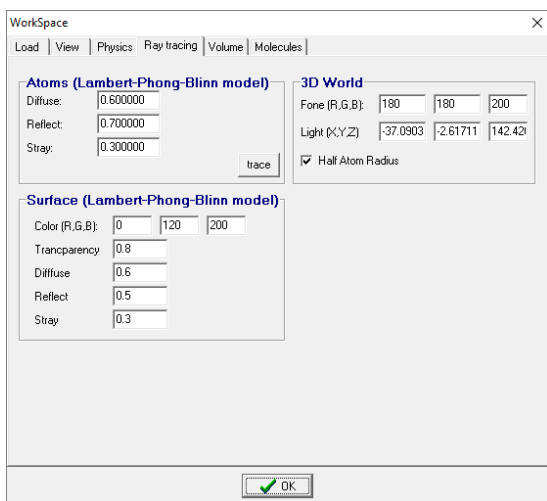 WorkSpace
Load View Physics Ray tracing Volume Molecules
Atoms (Lambert-Phong-Blinn model)
Diffuse: 0.600000
Reflect: 0.700000
Stray: 0.300000
trace
3D World
Fone (R,G,B): 180 180 200
Light (X,Y,Z) -37.0903 -2.61711 142.42
Half Atom Radius
Surface (Lambert-Phong-Blinn model)
Color (R,G,B): 0 120 200
Trancparency 0.8
Difffuse 0.6
Reflect 0.5
Stray 0.3
OK